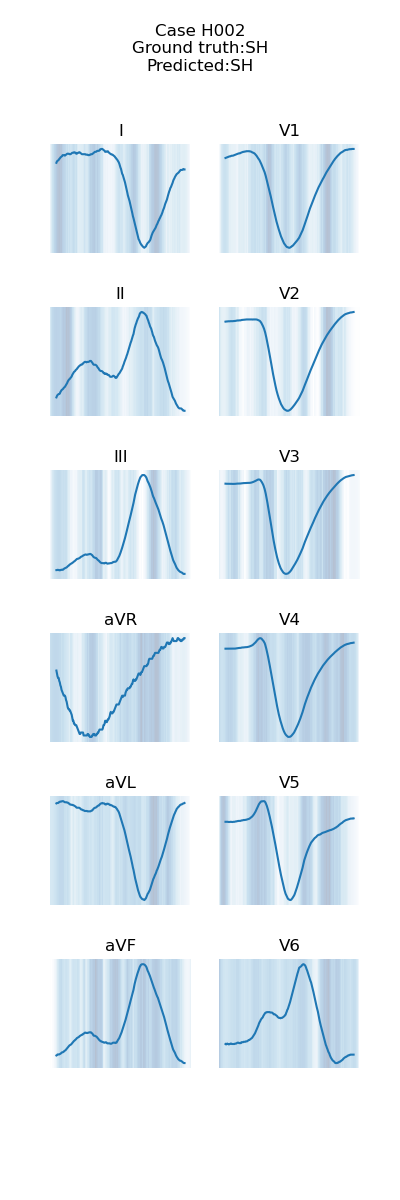 Case H002
Ground truth:SH
Predicted:SH
I
V1
II
V2
III
V3
aVR
V4
aVL
V5
aVF
V6